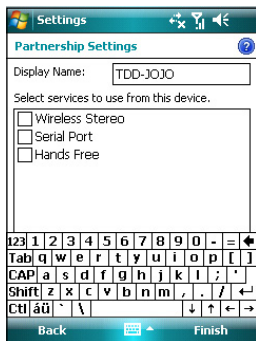 Settings
Partnership Settings
Display Name: TDD-JOJO
Select services to use from this device.
Wireless Stereo
Serial Port
Hands Free
123 1 2 3 4 5 6 7 8 9 0 - =
Tab q w e r t y u i o p [ ]
CAP a s d f g h j k l ; '
Shift z x c v b n m , . /
Ctl áü ` \
Back Finish